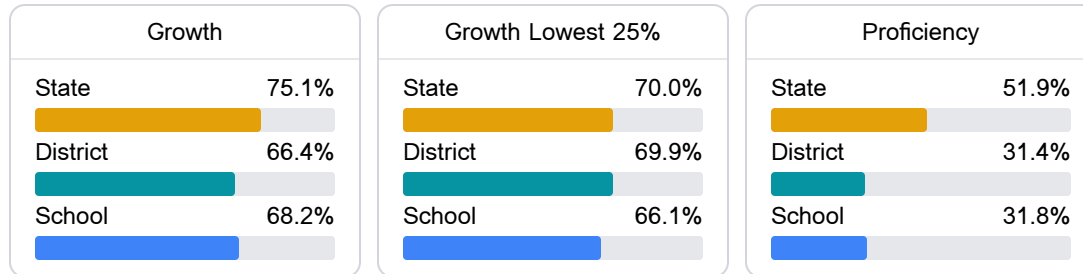 Growth
State 75.1%
District 66.4%
School 68.2%
Growth Lowest 25%
State 70.0%
District 69.9%
School 66.1%
Proficiency
State 51.9%
District 31.4%
School 31.8%